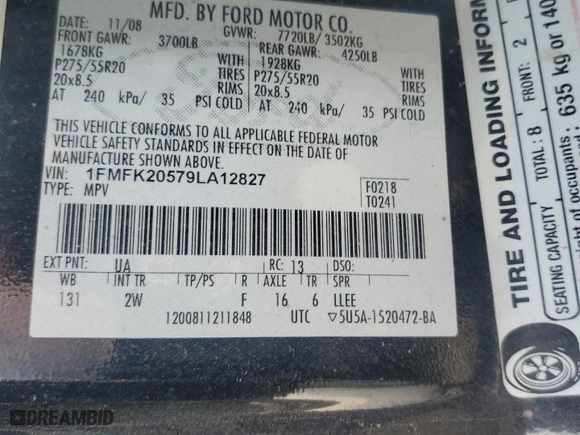 MFD. BY FORD MOTOR CO.
DATE: 11/08 GVWR: 7720LB/ 3502KG
FRONT GAWR: 3700LB REAR GAWR: 4250LB
1678KG WITH 1928KG WITH
P275/55R20 TIRES P275/55R20 TIRES
20x8.5 RIMS 20x8.5 RIMS
AT 240 kPa/ 35 PSI COLD AT 240 kPa/ 35 PSI COLD
THIS VEHICLE CONFORMS TO ALL APPLICABLE FEDERAL MOTOR
VEHICLE SAFETY STANDARDS IN EFFECT ON THE DATE OF
MANUFACTURE SHOWN ABOVE.
VIN: 1FMFK20579LA12827
TYPE: MPV
F0218
T0241
EXT PNT: UA RC: 13 DSO:
WB INT TR TP/PS R AXLE TR SPR
131 2W F 16 6 LLEE
1200811211848 UTC ▽5U5A-1520472-BA
TIRE AND LOADING INFORM
SEATING CAPACITY TOTAL: 8 FRONT: 2
of occupants : 635 kg or 140
DREAMBID